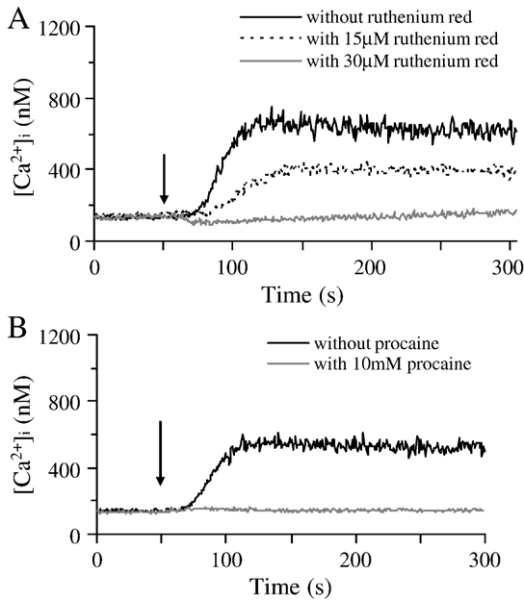 A
without ruthenium red
with 15μM ruthenium red
with 30μM ruthenium red
[Ca²⁺]i (nM)
1200
800
400
0
0
100
200
300
Time (s)
B
without procaine
with 10mM procaine
[Ca²⁺]i (nM)
1200
800
400
0
0
100
200
300
Time (s)